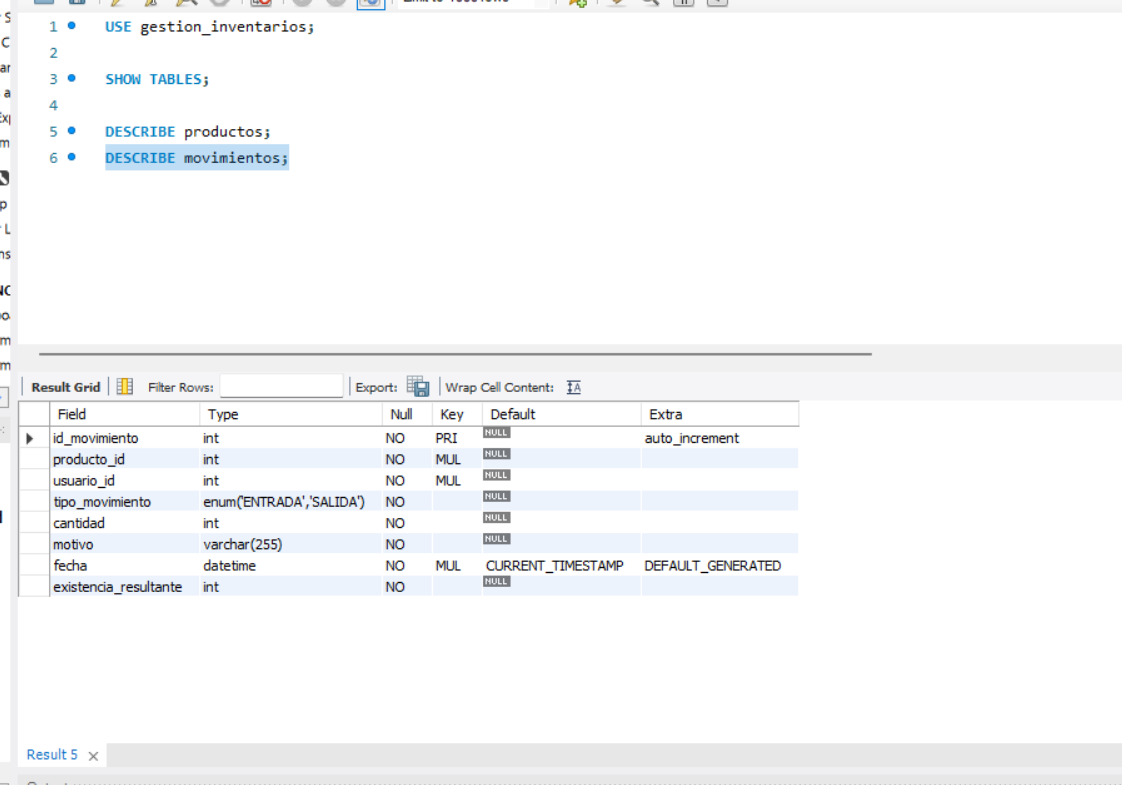 1 USE gestion_inventarios;
2
3 SHOW TABLES;
4
5 DESCRIBE productos;
6 DESCRIBE movimientos;
Result Grid Filter Rows: Export: Wrap Cell Content:
Field Type Null Key Default Extra
id_movimiento int NO PRI NULL auto_increment
producto_id int NO MUL NULL
usuario_id int NO MUL NULL
tipo_movimiento enum('ENTRADA','SALIDA') NO NULL
cantidad int NO NULL
motivo varchar(255) NO NULL
fecha datetime NO MUL CURRENT_TIMESTAMP DEFAULT_GENERATED
existencia_resultante int NO NULL
Result 5